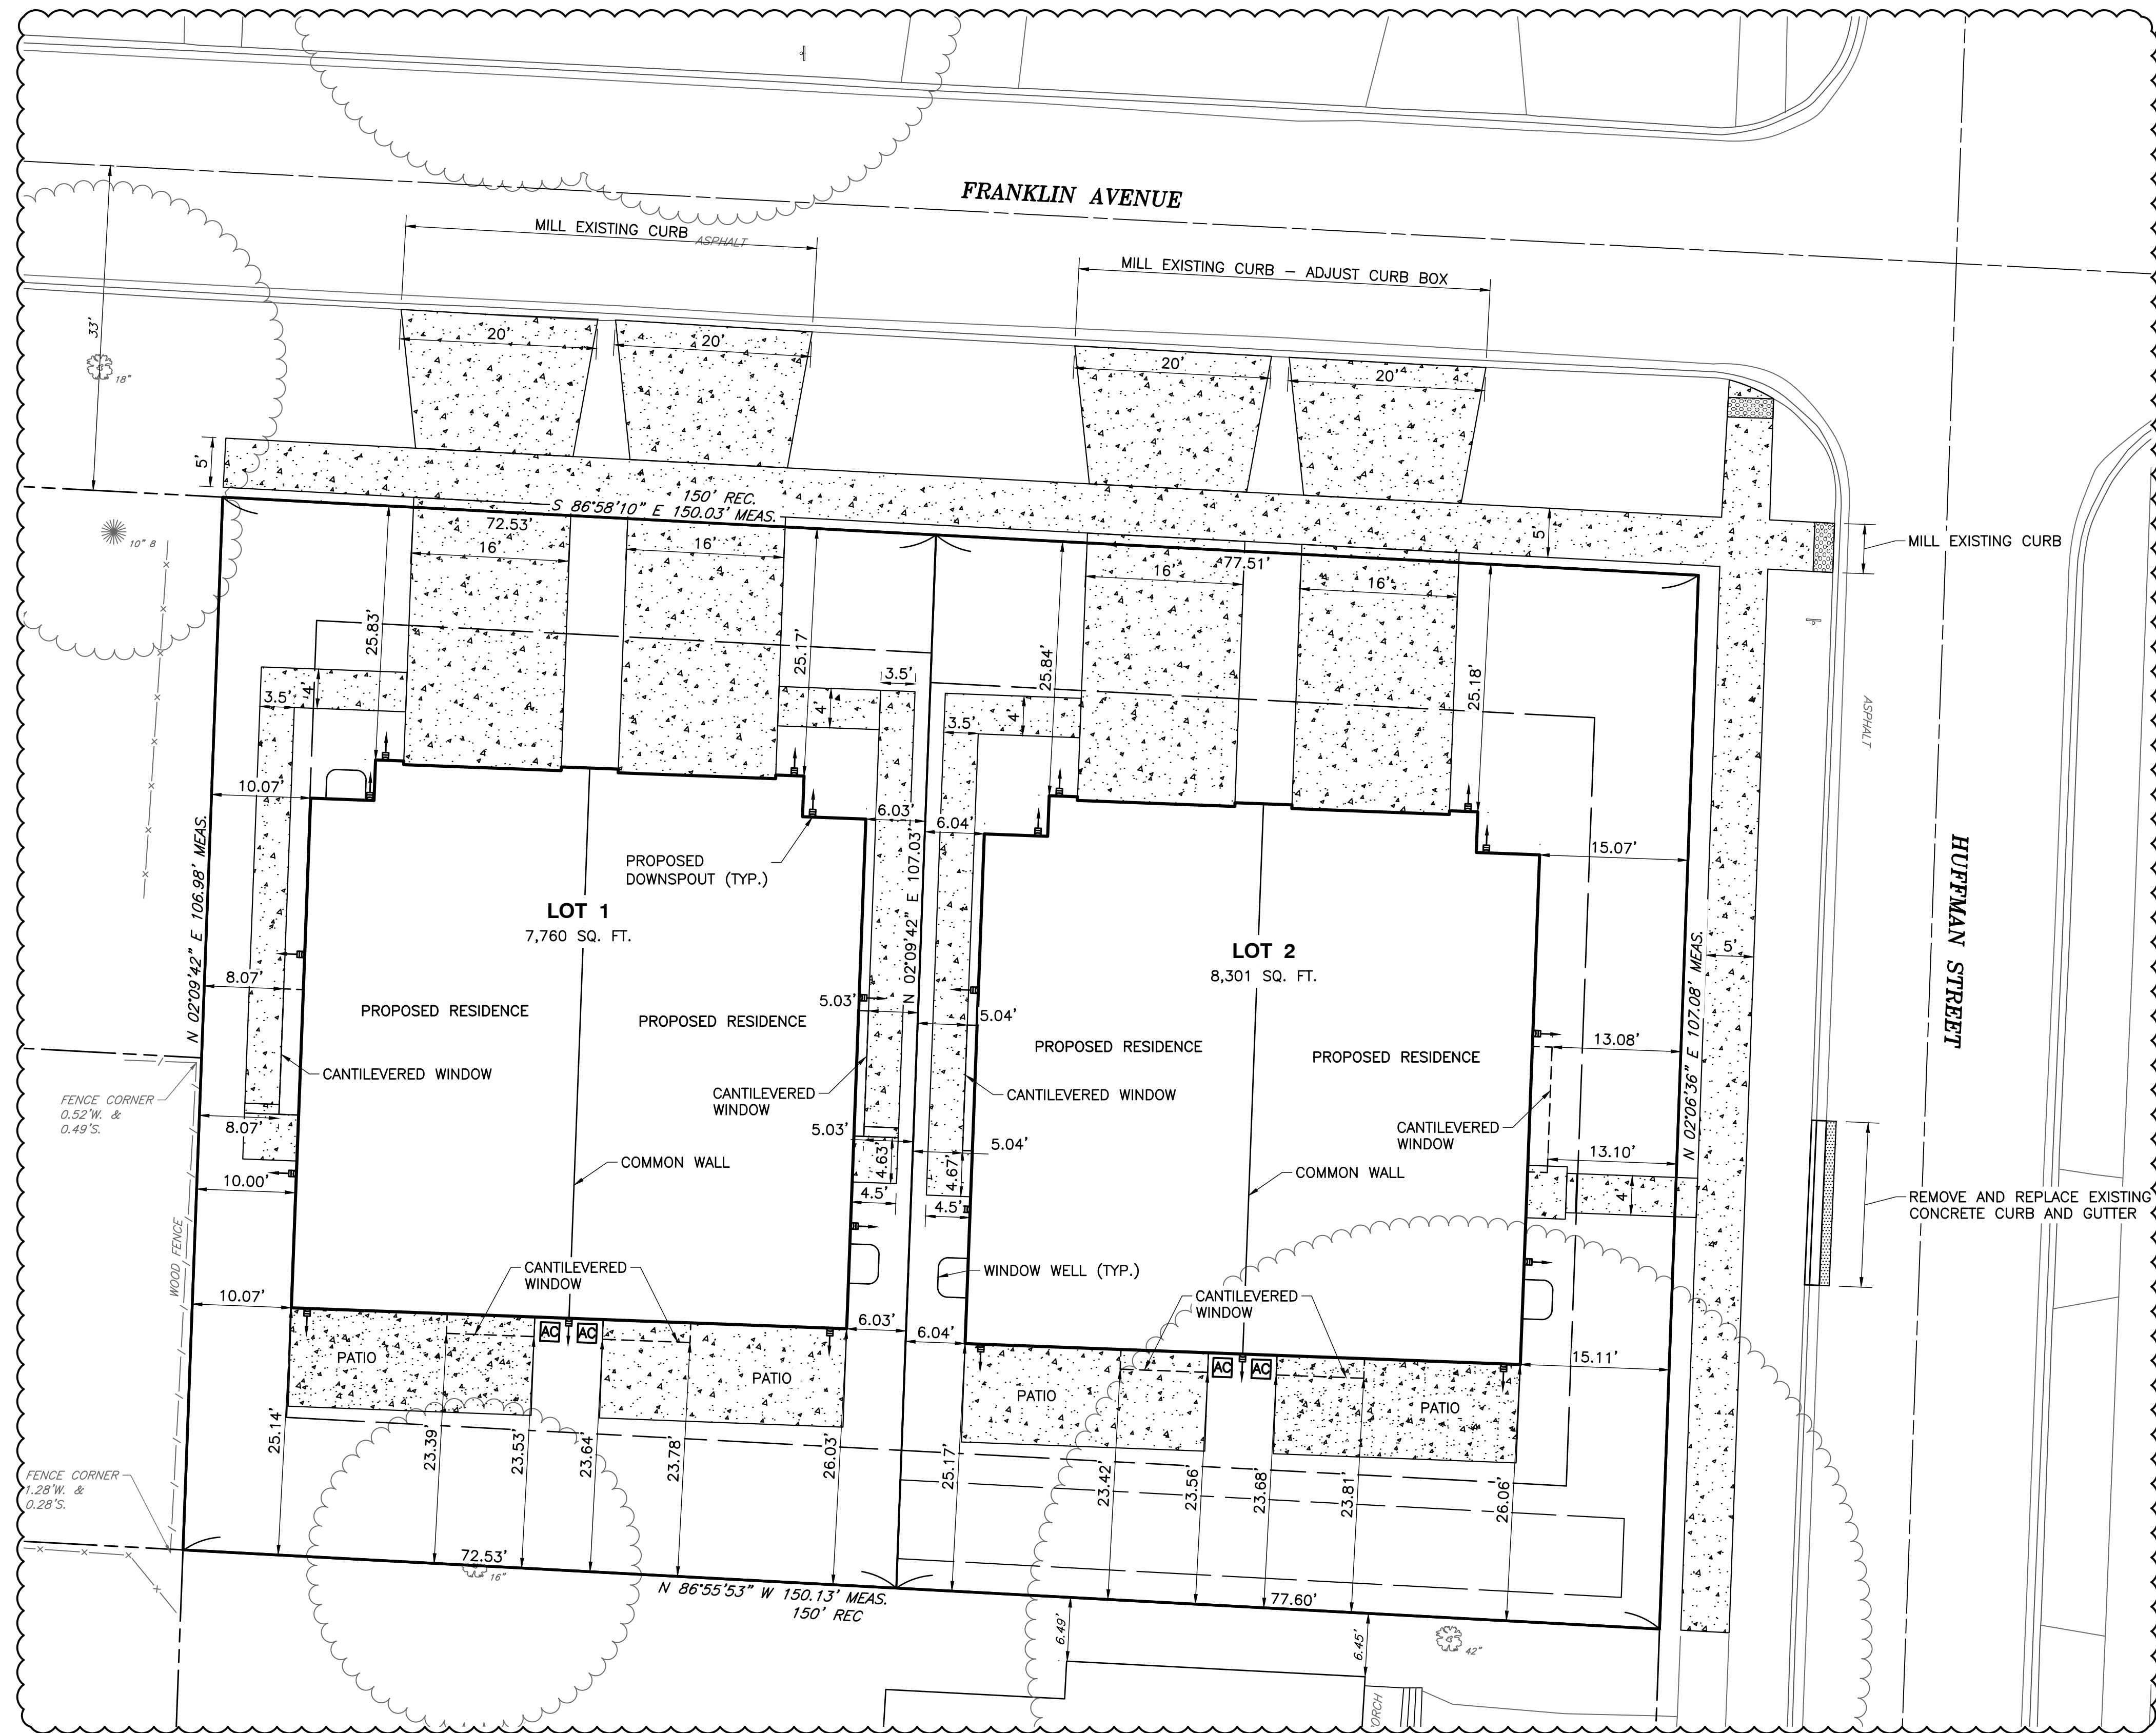 FRANKLIN AVENUE
MILL EXISTING CURB
ASPHALT
MILL EXISTING CURB - ADJUST CURB BOX
33'
18"
20'
20'
20'
20'
5'
150' REC.
S 86°58'10" E 150.03' MEAS.
72.53'
10" 8
16'
16'
5'
MILL EXISTING CURB
77.51'
16'
16'
25.83'
25.17'
25.84'
25.18'
3.5'
4'
3.5'
4'
3.5'
4'
ASPHALT
10.07'
6.03'
6.04'
15.07'
N 02°09'42" E 106.98' MEAS.
N 02°09'42" E 107.03'
PROPOSED
DOWNSPOUT (TYP.)
HUFFMAN STREET
LOT 1
7,760 SQ. FT.
LOT 2
8,301 SQ. FT.
5'
8.07'
5.03'
5.04'
13.08'
N 02°06'36" E 107.08' MEAS.
PROPOSED RESIDENCE
PROPOSED RESIDENCE
PROPOSED RESIDENCE
PROPOSED RESIDENCE
CANTILEVERED WINDOW
CANTILEVERED
WINDOW
CANTILEVERED WINDOW
CANTILEVERED
WINDOW
FENCE CORNER
0.52'W. &
0.49'S.
8.07'
5.03'
5.04'
13.10'
COMMON WALL
COMMON WALL
4.63'
4.67'
4'
10.00'
4.5'
4.5'
REMOVE AND REPLACE EXISTING
CONCRETE CURB AND GUTTER
WOOD FENCE
CANTILEVERED
WINDOW
WINDOW WELL (TYP.)
CANTILEVERED
WINDOW
10.07'
6.03'
6.04'
15.11'
AC
AC
AC
AC
PATIO
PATIO
PATIO
PATIO
25.14'
23.39'
23.53'
23.64'
23.78'
26.03'
25.17'
23.42'
23.56'
23.68'
23.81'
26.06'
FENCE CORNER
1.28'W. &
0.28'S.
72.53'
16"
N 86°55'53" W 150.13' MEAS.
150' REC
77.60'
6.49'
6.45'
42"
ORCH